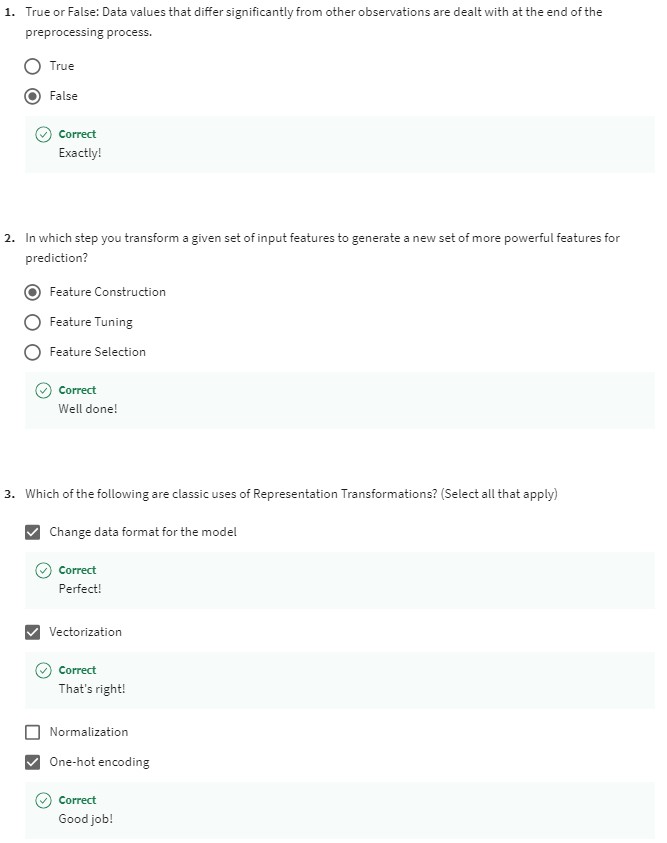 1. True or False: Data values that differ significantly from other observations are dealt with at the end of the
preprocessing process.
True
False
Correct
Exactly!
2. In which step you transform a given set of input features to generate a new set of more powerful features for
prediction?
Feature Construction
Feature Tuning
Feature Selection
Correct
Well done!
3. Which of the following are classic uses of Representation Transformations? (Select all that apply)
Change data format for the model
Correct
Perfect!
Vectorization
Correct
That's right!
Normalization
One-hot encoding
Correct
Good job!